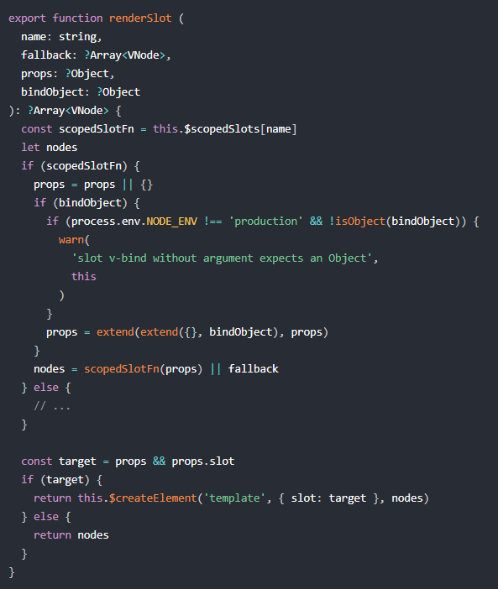 export function renderSlot (
  name: string,
  fallback: ?Array<VNode>,
  props: ?Object,
  bindObject: ?Object
): ?Array<VNode> {
  const scopedSlotFn = this.$scopedSlots[name]
  let nodes
  if (scopedSlotFn) {
    props = props || {}
    if (bindObject) {
      if (process.env.NODE_ENV !== 'production' && !isObject(bindObject)) {
        warn(
          'slot v-bind without argument expects an Object',
          this
        )
      }
      props = extend(extend({}, bindObject), props)
    }
    nodes = scopedSlotFn(props) || fallback
  } else {
    // ...
  }

  const target = props && props.slot
  if (target) {
    return this.$createElement('template', { slot: target }, nodes)
  } else {
    return nodes
  }
}